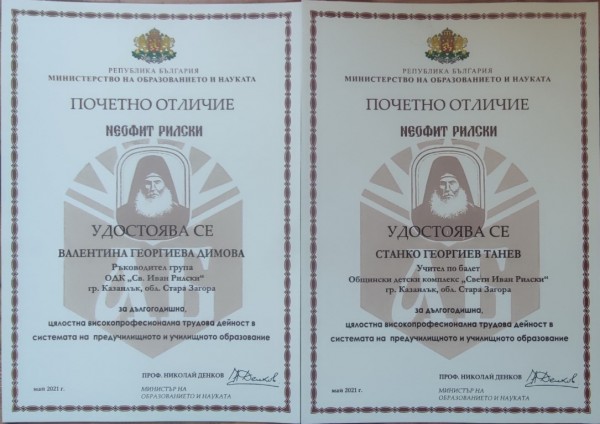 РЕПУБЛИКА БЪЛГАРИЯ
МИНИСТЕРСТВО НА ОБРАЗОВАНИЕТО И НАУКАТА
ПОЧЕТНО ОТЛИЧИЕ
НЕОФИТ РИЛСКИ
УДОСТОЯВА СЕ
ВАЛЕНТИНА ГЕОРГИЕВА ДИМОВА
Ръководител група
ОДК „Св. Иван Рилски“
гр. Казанлък, обл. Стара Загора
за дългогодишна,
цялостна високопрофесионална трудова дейност в
системата на предучилищното и училищното образование
ПРОФ. НИКОЛАЙ ДЕНКОВ
май 2021 г.
МИНИСТЪР НА
ОБРАЗОВАНИЕТО И НАУКАТА
РЕПУБЛИКА БЪЛГАРИЯ
МИНИСТЕРСТВО НА ОБРАЗОВАНИЕТО И НАУКАТА
ПОЧЕТНО ОТЛИЧИЕ
НЕОФИТ РИЛСКИ
УДОСТОЯВА СЕ
СТАНКО ГЕОРГИЕВ ТАНЕВ
Учител по балет
Общински детски комплекс „Свети Иван Рилски“
гр. Казанлък, обл. Стара Загора
за дългогодишна,
цялостна високопрофесионална трудова дейност в
системата на предучилищното и училищното образование
ПРОФ. НИКОЛАЙ ДЕНКОВ
май 2021 г.
МИНИСТЪР НА
ОБРАЗОВАНИЕТО И НАУКАТА